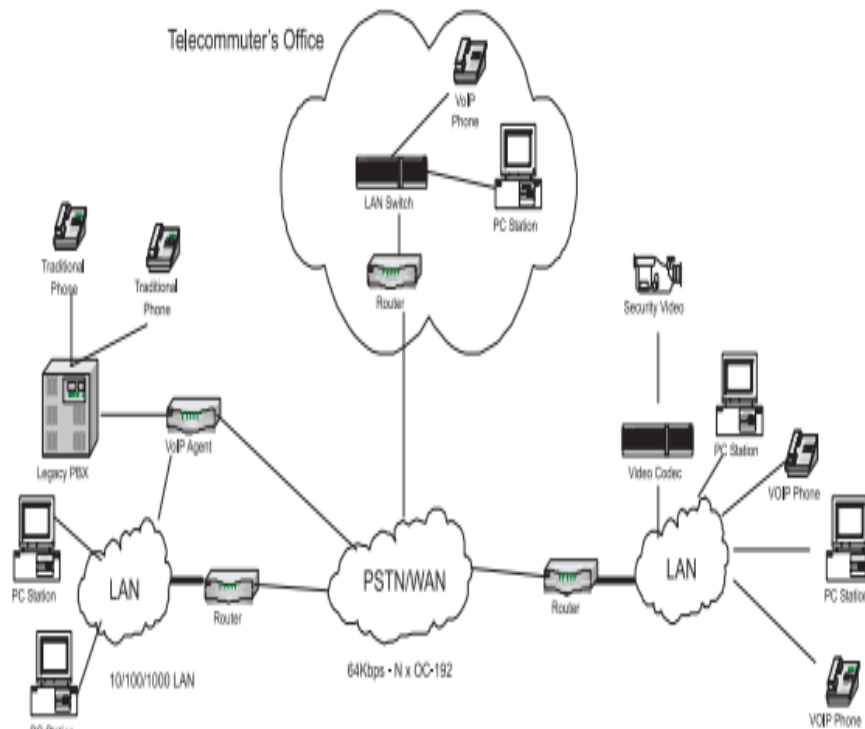 Telecommuter's Office
VoIP
Phone
LAN Switch
PC Station
Router
Traditional
Phone
Traditional
Phone
Security Video
Legacy PBX
VoIP Agent
Video Codec
PC Station
VOIP Phone
PC Station
LAN
Router
PSTN/WAN
Router
LAN
PC Station
10/100/1000 LAN
64Kbps - N x OC-192
VOIP Phone